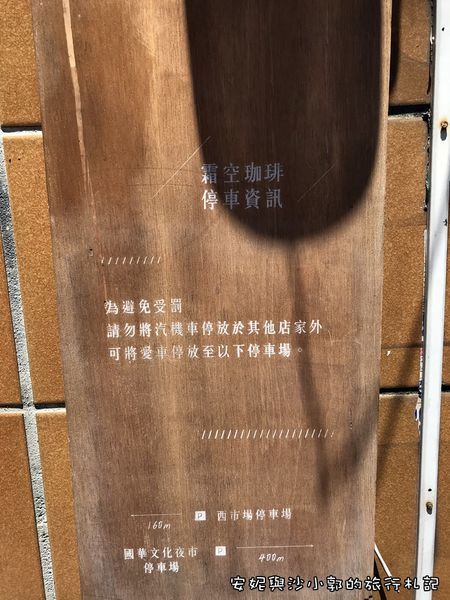 霜空珈琲
停車資訊
為避免受罰
請勿將汽機車停放於其他店家外
可將愛車停放至以下停車場。
160m P 西市場停車場
國華文化夜市 P 400m
停車場
安妮與沙小郭的旅行札記